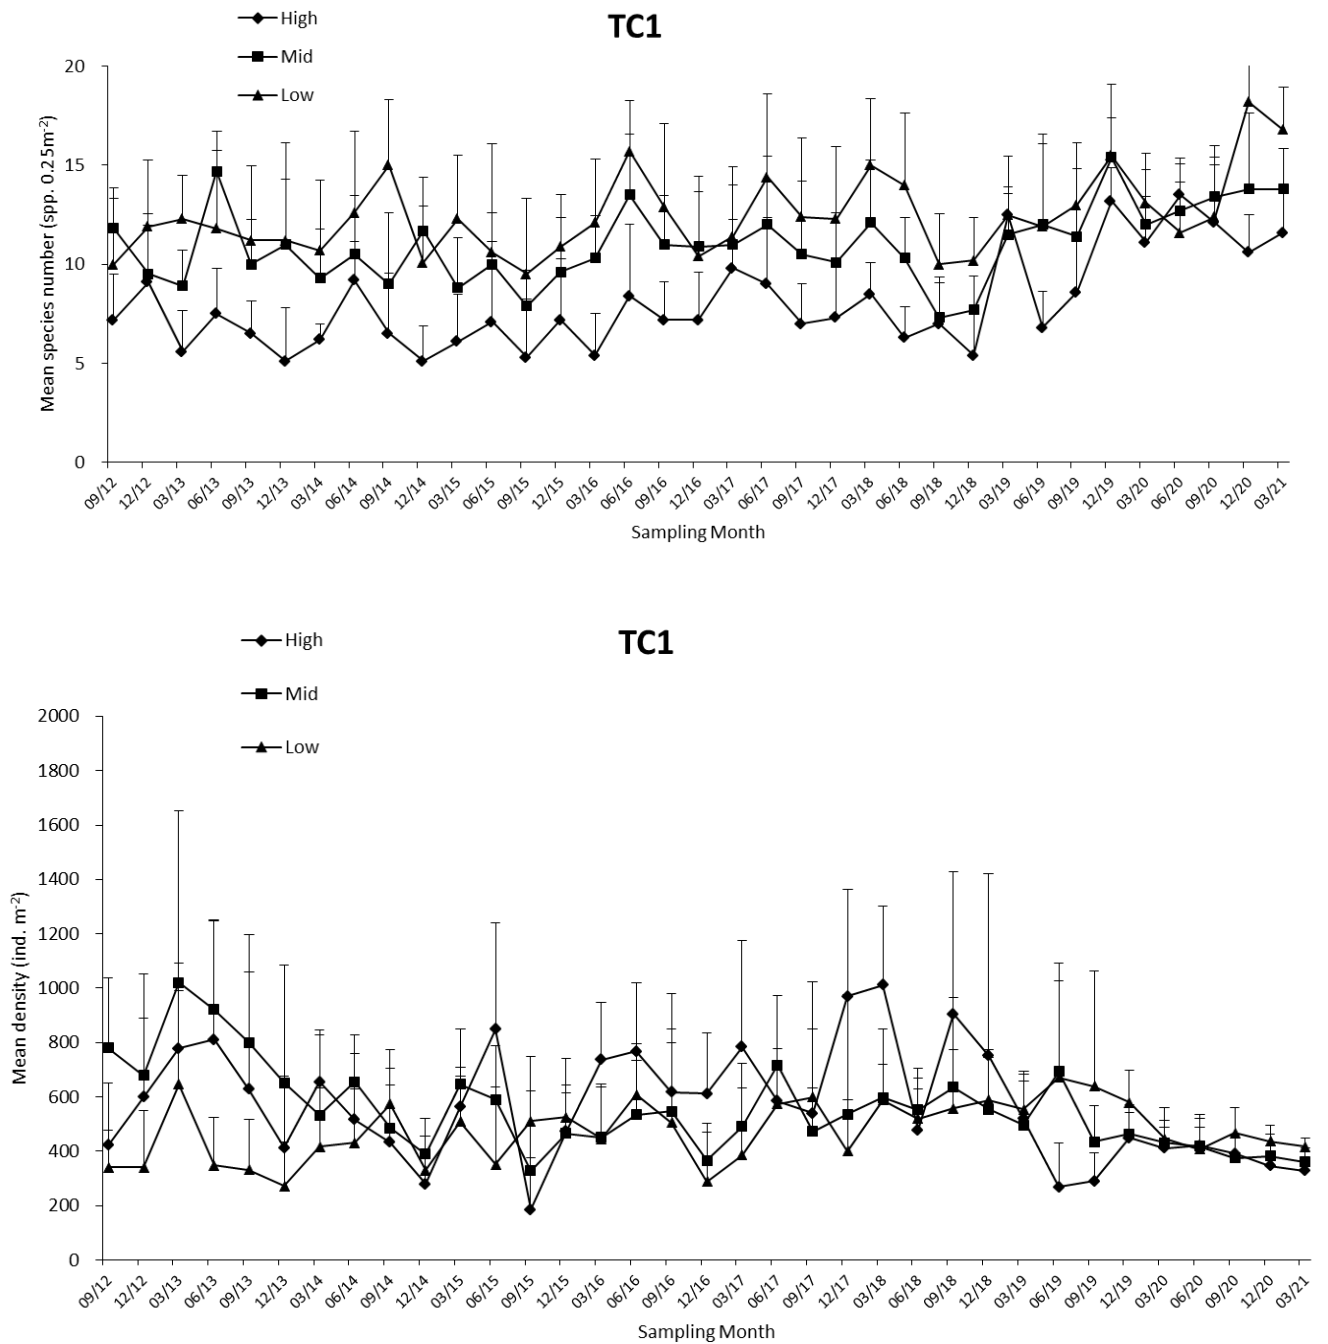 TC1
High
Mid
Low
Mean species number (spp. 0.25m⁻²)
20
15
10
5
0
09/12 12/12 03/13 06/13 09/13 12/13 03/14 06/14 09/14 12/14 03/15 06/15 09/15 12/15 03/16 06/16 09/16 12/16 03/17 06/17 09/17 12/17 03/18 06/18 09/18 12/18 03/19 06/19 09/19 12/19 03/20 06/20 09/20 12/20 03/21
Sampling Month
TC1
High
Mid
Low
Mean density (ind. m⁻²)
2000
1800
1600
1400
1200
1000
800
600
400
200
0
09/12 12/12 03/13 06/13 09/13 12/13 03/14 06/14 09/14 12/14 03/15 06/15 09/15 12/15 03/16 06/16 09/16 12/16 03/17 06/17 09/17 12/17 03/18 06/18 09/18 12/18 03/19 06/19 09/19 12/19 03/20 06/20 09/20 12/20 03/21
Sampling Month